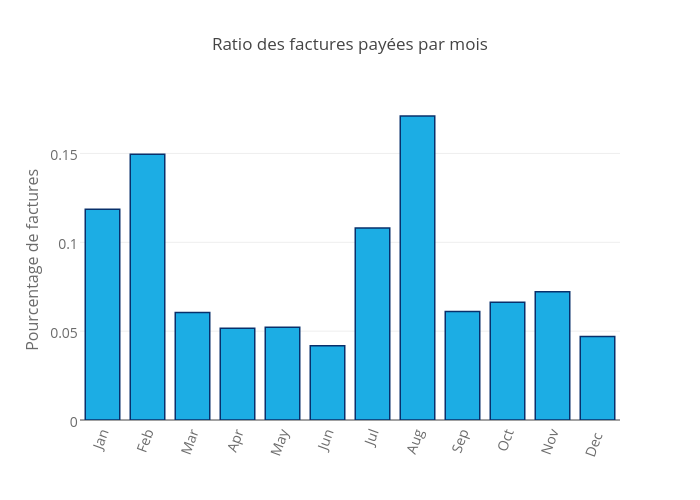 Ratio des factures payées par mois
Pourcentage de factures
0.15
0.1
0.05
0
Jan
Feb
Mar
Apr
May
Jun
Jul
Aug
Sep
Oct
Nov
Dec